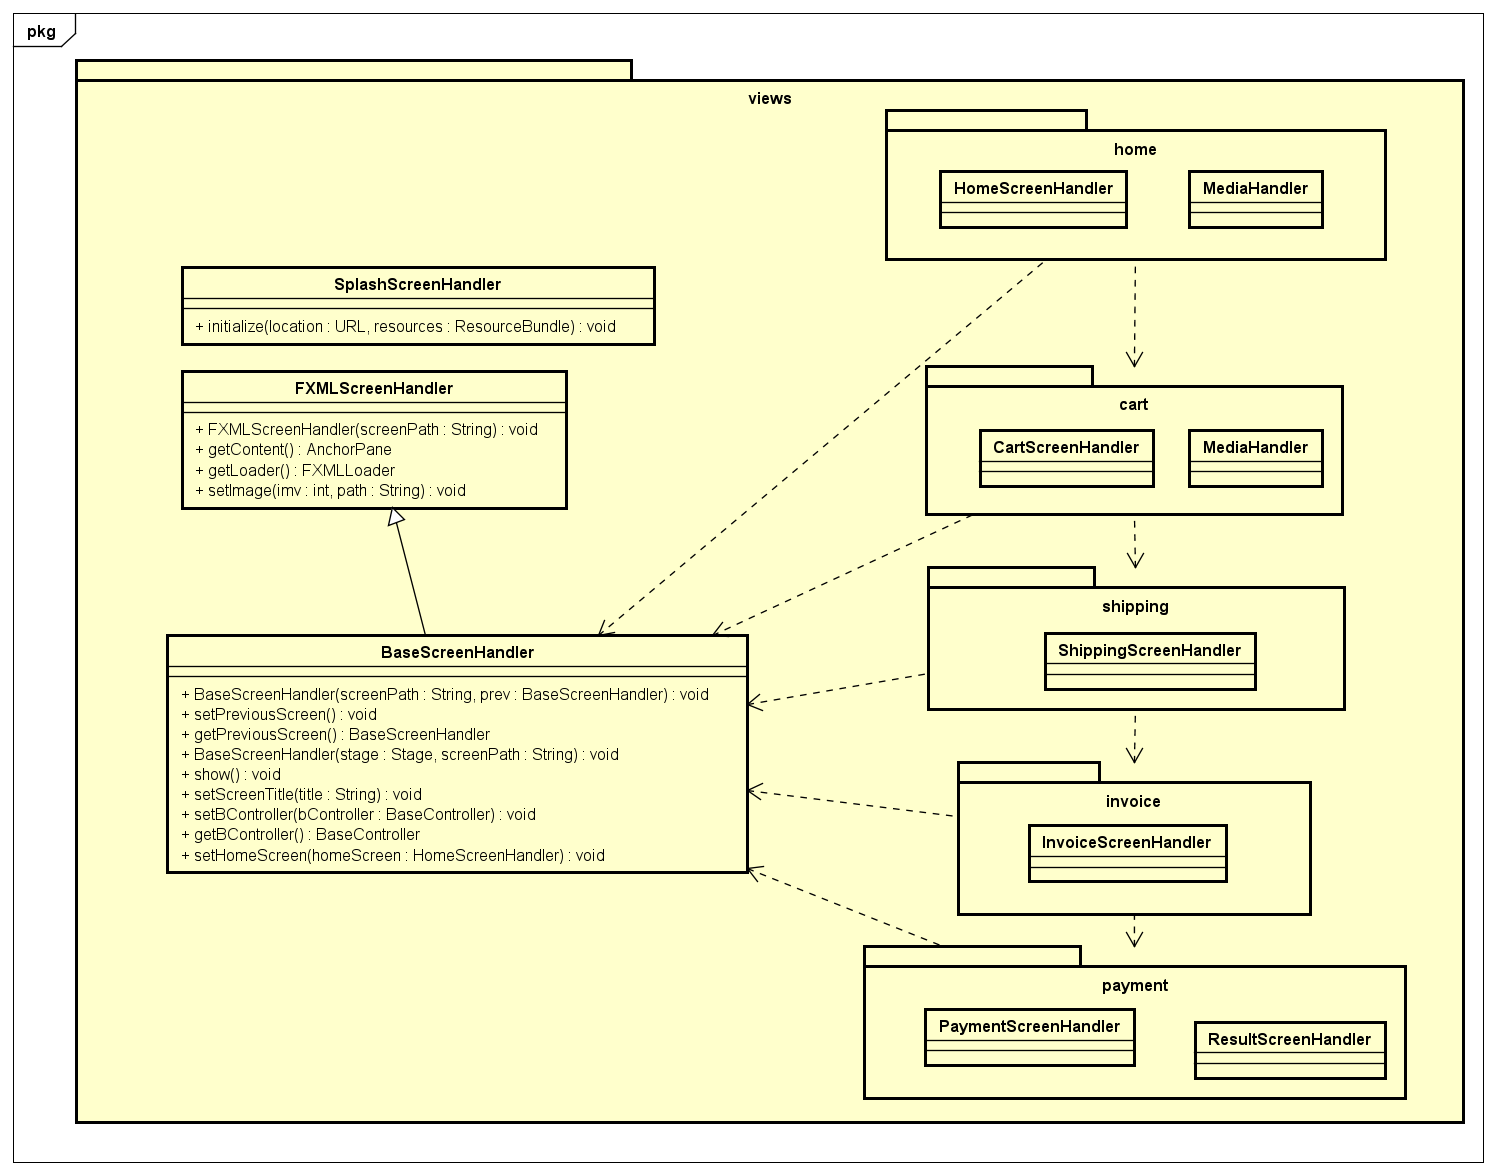 pkg
views
home
HomeScreenHandler
MediaHandler
SplashScreenHandler
+ initialize(location : URL, resources : ResourceBundle) : void
FXMLScreenHandler
+ FXMLScreenHandler(screenPath : String) : void
+ getContent() : AnchorPane
+ getLoader() : FXMLLoader
+ setImage(imv : int, path : String) : void
cart
CartScreenHandler
MediaHandler
shipping
ShippingScreenHandler
BaseScreenHandler
+ BaseScreenHandler(screenPath : String, prev : BaseScreenHandler) : void
+ setPreviousScreen() : void
+ getPreviousScreen() : BaseScreenHandler
+ BaseScreenHandler(stage : Stage, screenPath : String) : void
+ show() : void
+ setScreenTitle(title : String) : void
+ setBController(bController : BaseController) : void
+ getBController() : BaseController
+ setHomeScreen(homeScreen : HomeScreenHandler) : void
invoice
InvoiceScreenHandler
payment
PaymentScreenHandler
ResultScreenHandler